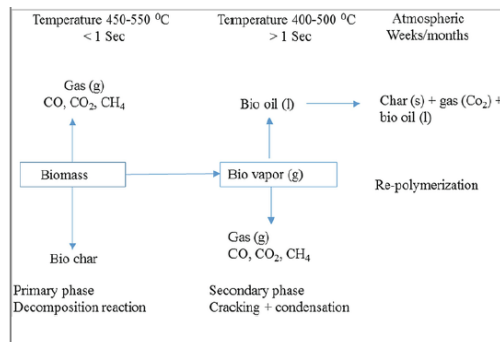 Temperature 450-550 ⁰C
< 1 Sec
Temperature 400-500 ⁰C
> 1 Sec
Atmospheric
Weeks/months
Gas (g)
CO, CO₂, CH₄
Bio oil (l)
Char (s) + gas (Co₂) +
bio oil (l)
Biomass
Bio vapor (g)
Re-polymerization
Bio char
Gas (g)
CO, CO₂, CH₄
Primary phase
Decomposition reaction
Secondary phase
Cracking + condensation